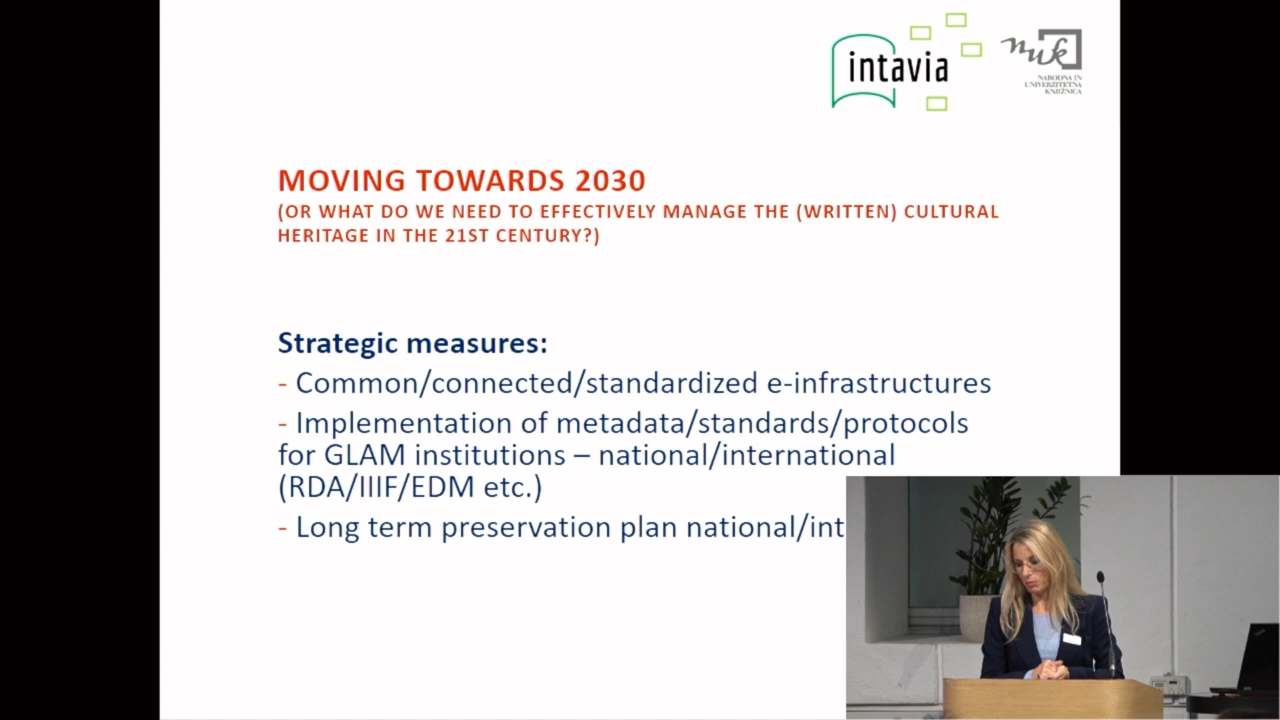 intavia
nuk
NARODNA IN
UNIVERZITETNA
KNJIŽNICA
MOVING TOWARDS 2030
(OR WHAT DO WE NEED TO EFFECTIVELY MANAGE THE (WRITTEN) CULTURAL
HERITAGE IN THE 21ST CENTURY?)
Strategic measures:
- Common/connected/standardized e-infrastructures
- Implementation of metadata/standards/protocols
for GLAM institutions – national/international
(RDA/IIIF/EDM etc.)
- Long term preservation plan national/int